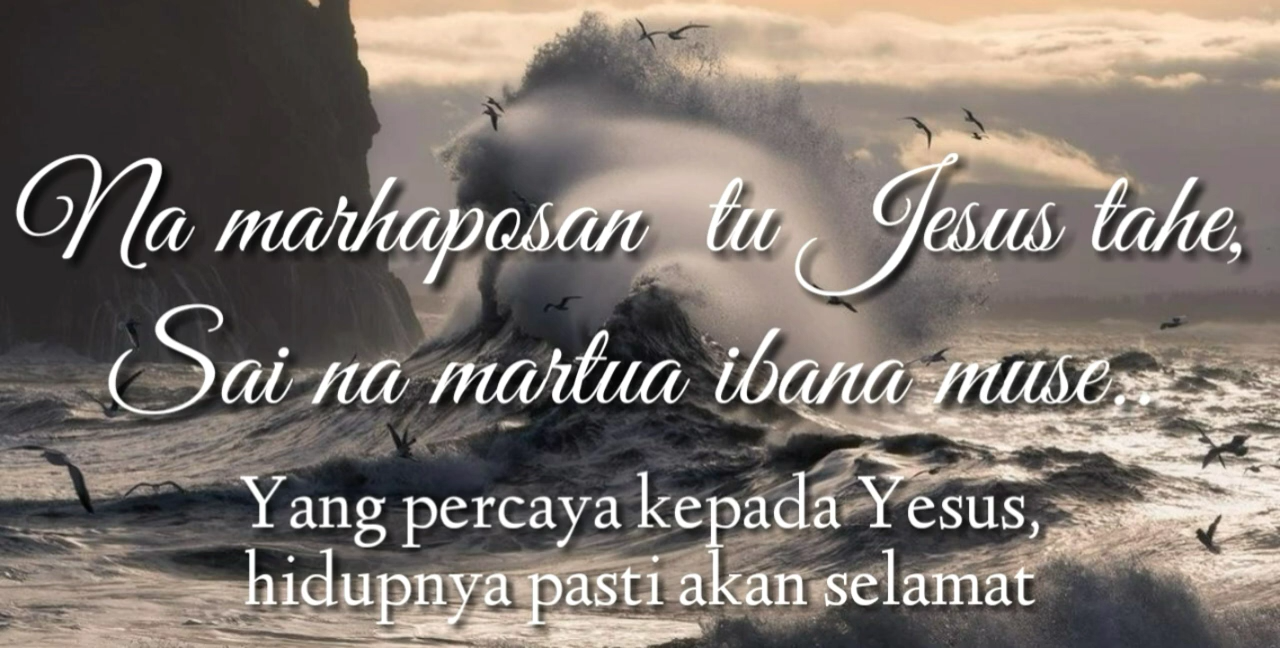 Na marhaposan tu Jesus tahe,
Sai na martua ibana muse..
Yang percaya kepada Yesus,
hidupnya pasti akan selamat